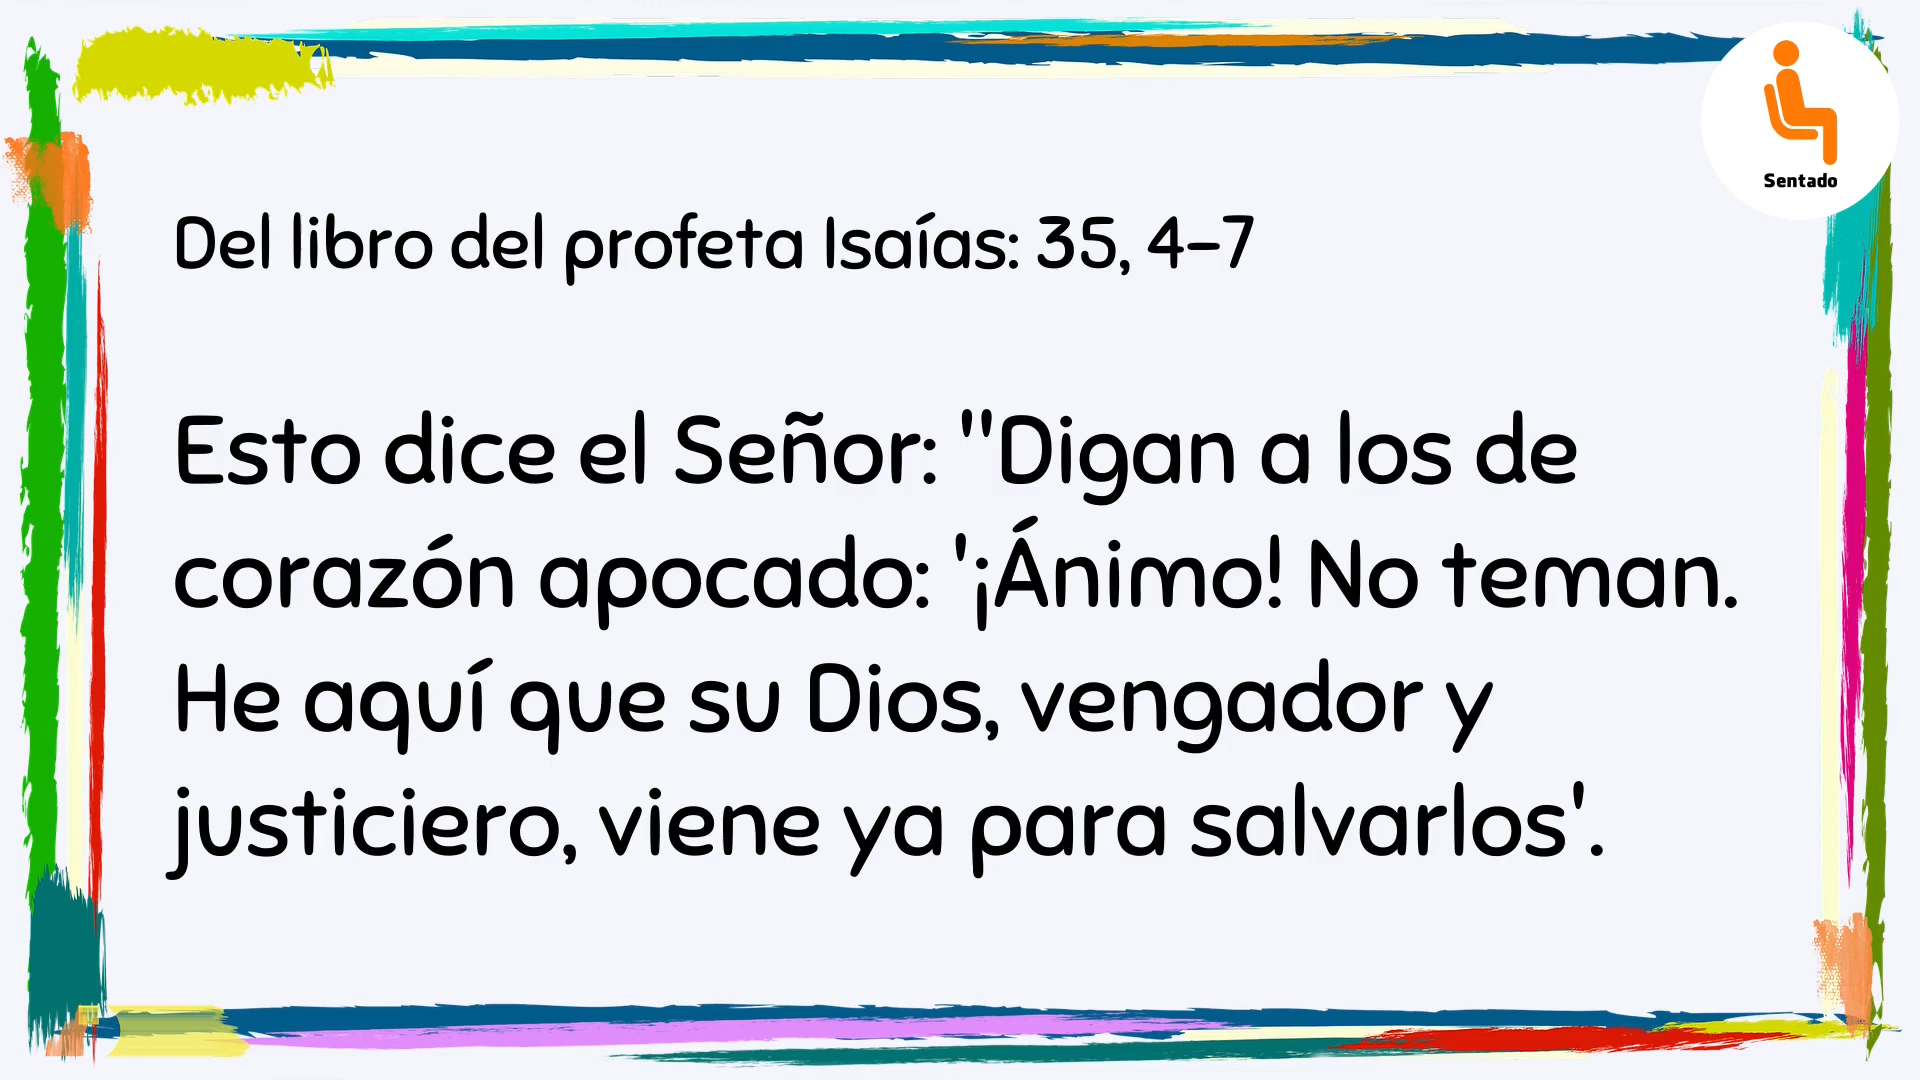 Sentado
Del libro del profeta Isaías: 35, 4-7
Esto dice el Señor: "Digan a los de
corazón apocado: '¡Ánimo! No teman.
He aquí que su Dios, vengador y
justiciero, viene ya para salvarlos'.